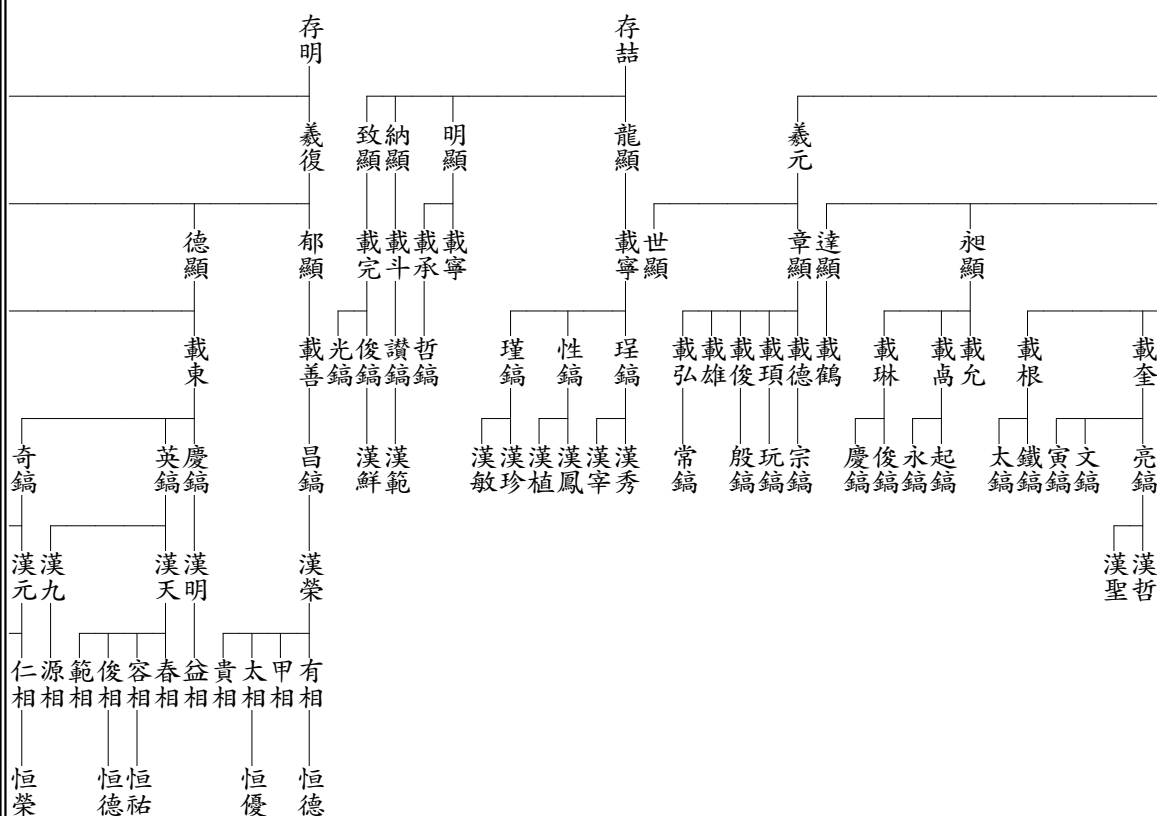 存喆
存明
羲元
龍顯
明顯
納顯
致顯
羲復
昶顯
達顯
章顯
世顯
載寧
載寧
載承
載斗
載完
郁顯
德顯
載奎
載根
載允
載卨
載琳
載鶴
載德
載頊
載俊
載雄
載弘
珵鎬
性鎬
瑾鎬
哲鎬
讃鎬
俊鎬
光鎬
載善
載東
亮鎬
文鎬
寅鎬
鐵鎬
太鎬
起鎬
永鎬
俊鎬
慶鎬
宗鎬
玩鎬
殷鎬
常鎬
漢秀
漢宰
漢鳳
漢植
漢珍
漢敏
漢範
漢鮮
昌鎬
慶鎬
英鎬
奇鎬
漢哲
漢聖
漢榮
漢明
漢天
漢九
漢元
有相
甲相
太相
貴相
益相
春相
容相
俊相
範相
源相
仁相
恒德
恒優
恒祐
恒德
恒榮